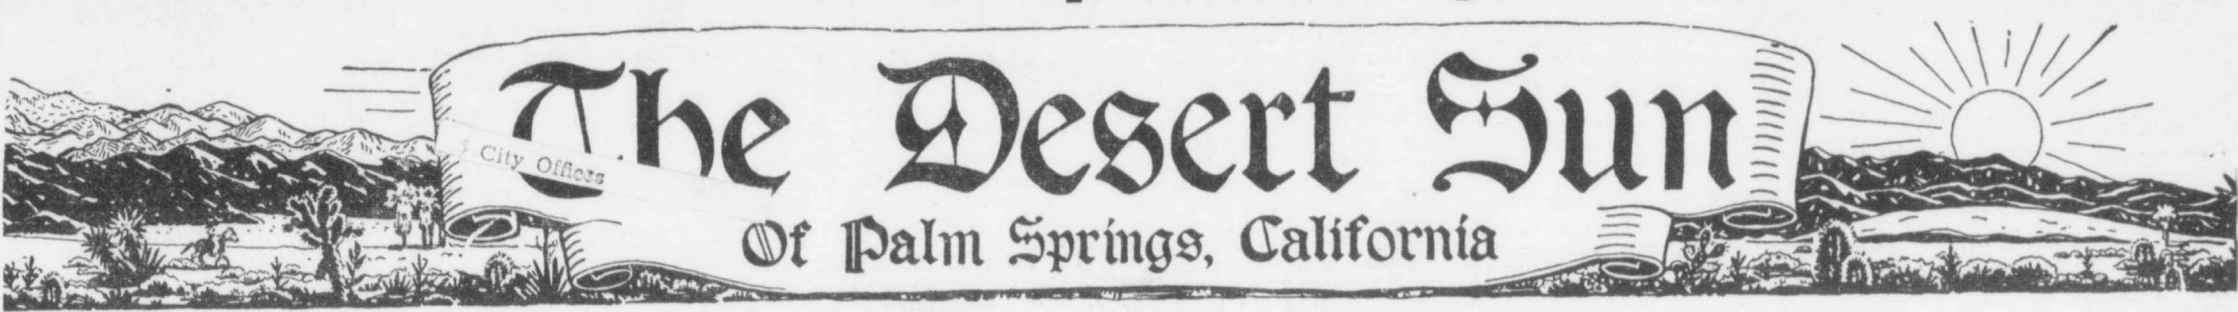 The Desert Sun
City Offices
Of Palm Springs, California